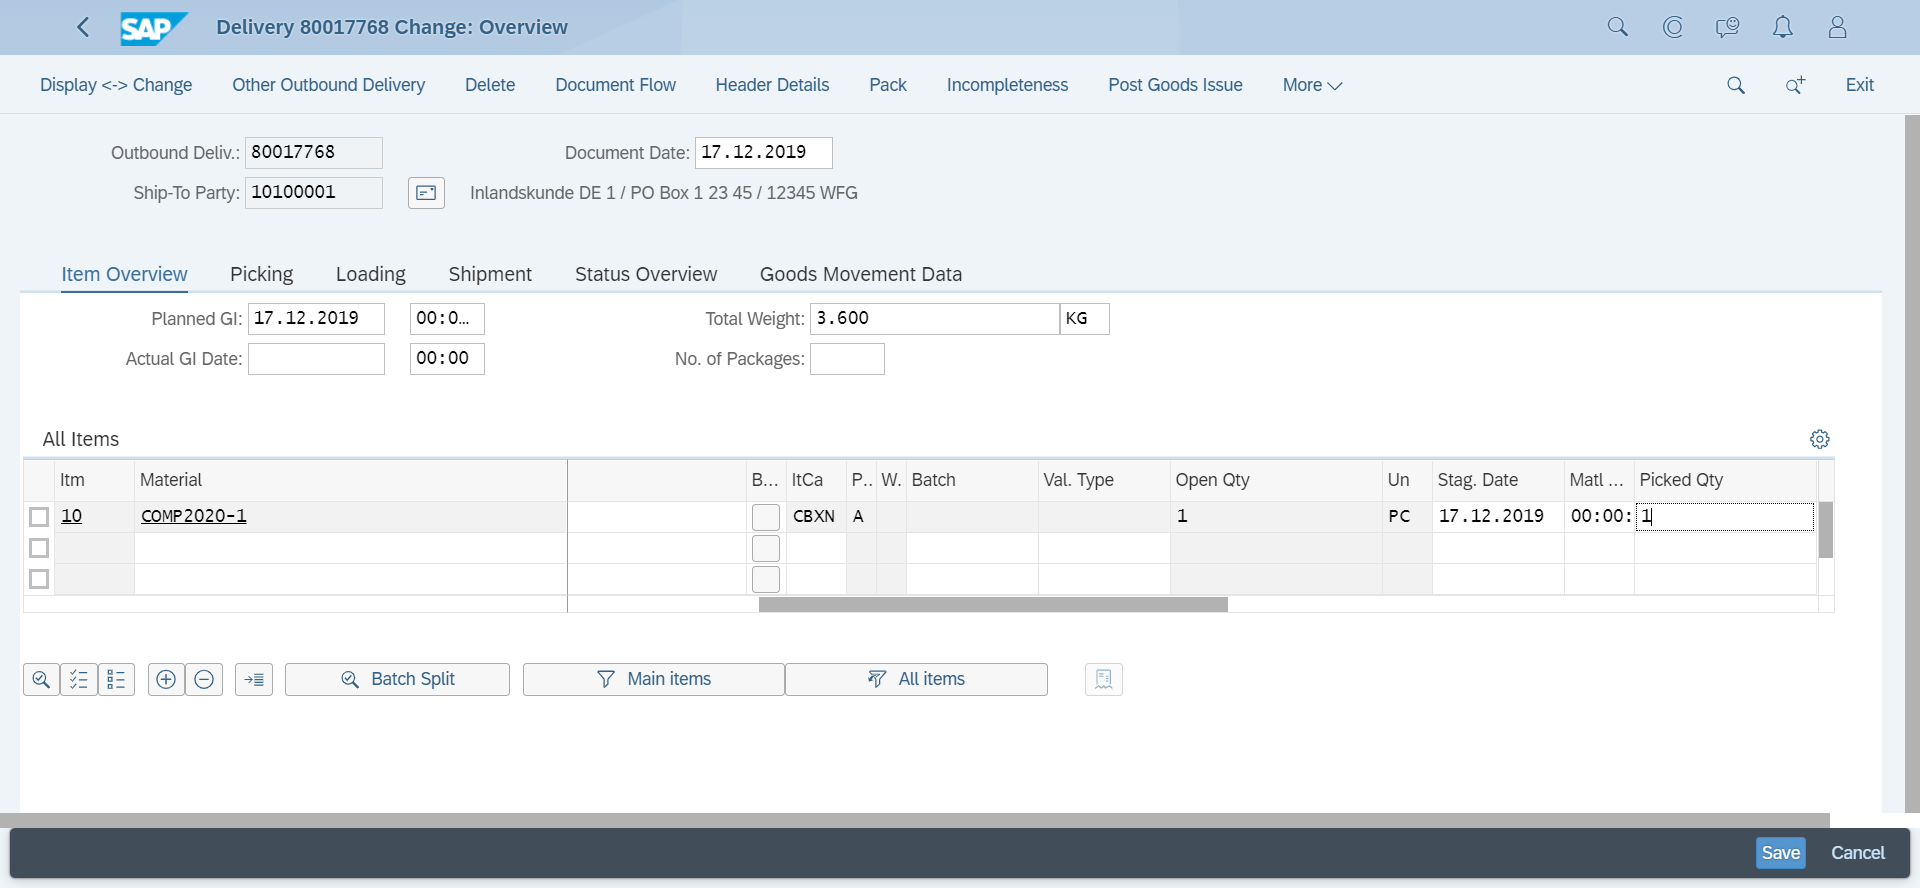 SAP Delivery 80017768 Change: Overview
Display <-> Change Other Outbound Delivery Delete Document Flow Header Details Pack Incompleteness Post Goods Issue More Exit
Outbound Deliv.: 80017768 Document Date: 17.12.2019
Ship-To Party: 10100001 Inlandskunde DE 1 / PO Box 1 23 45 / 12345 WFG
Item Overview Picking Loading Shipment Status Overview Goods Movement Data
Planned GI: 17.12.2019 00:0... Total Weight: 3.600 KG
Actual GI Date: 00:00 No. of Packages:
All Items
Itm Material B... ItCa P.. W. Batch Val. Type Open Qty Un Stag. Date Matl ... Picked Qty
10 COMP2020-1 CBXN A 1 PC 17.12.2019 00:00: 1
Batch Split Main items All items
Save Cancel